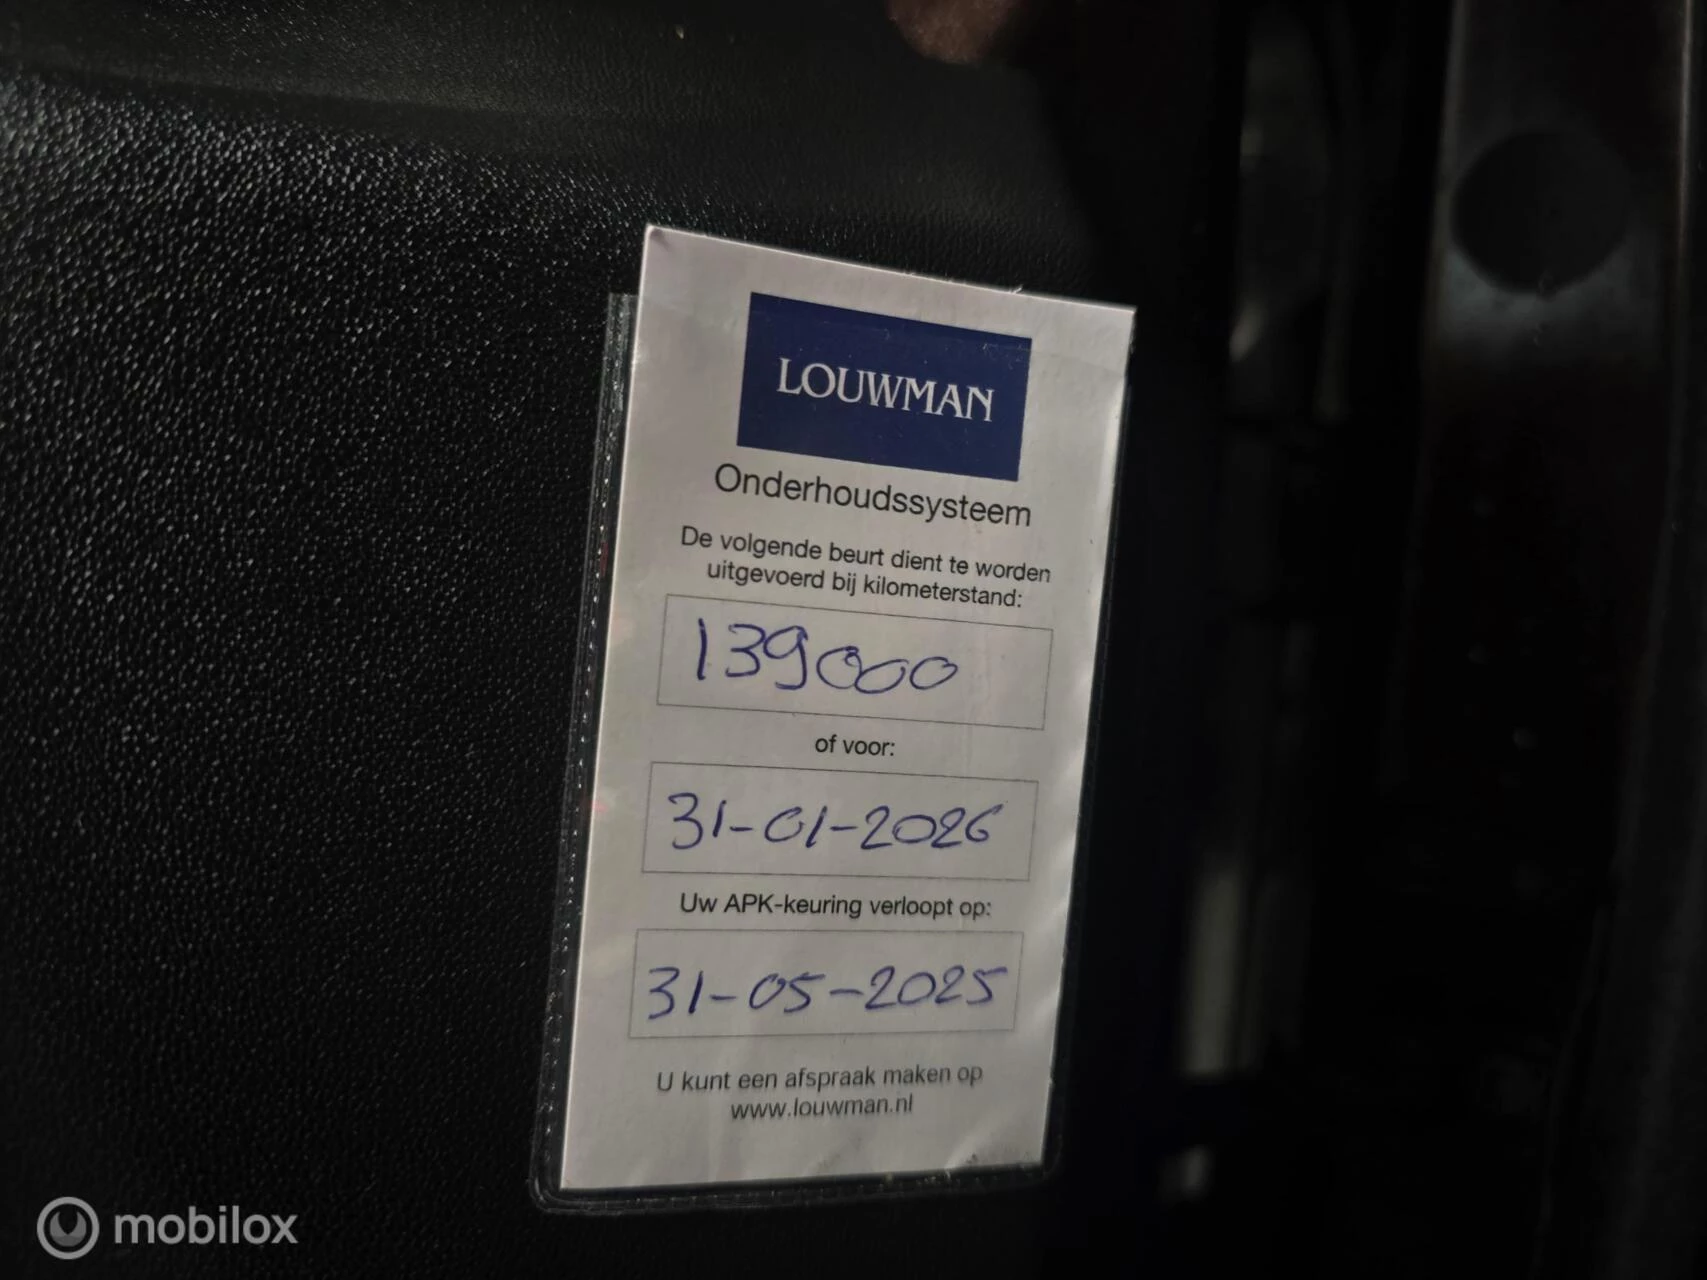 LOUWMAN
Onderhoudssysteem
De volgende beurt dient te worden
uitgevoerd bij kilometerstand:
139000
of voor:
31-01-2026
Uw APK-keuring verloopt op:
31-05-2025
U kunt een afspraak maken op
www.louwman.nl
mobilox